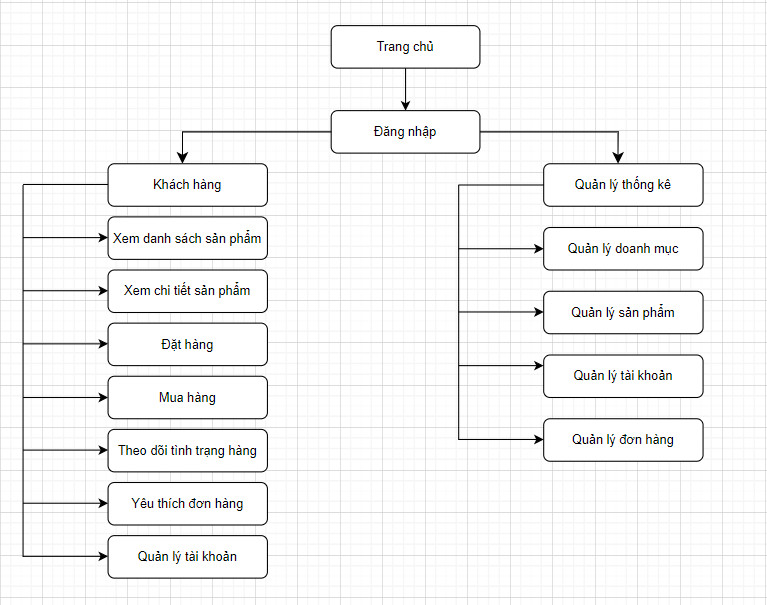 Trang chủ
Đăng nhập
Khách hàng
Xem danh sách sản phẩm
Xem chi tiết sản phẩm
Đặt hàng
Mua hàng
Theo dõi tình trạng hàng
Yêu thích đơn hàng
Quản lý tài khoản
Quản lý thống kê
Quản lý doanh mục
Quản lý sản phẩm
Quản lý tài khoản
Quản lý đơn hàng